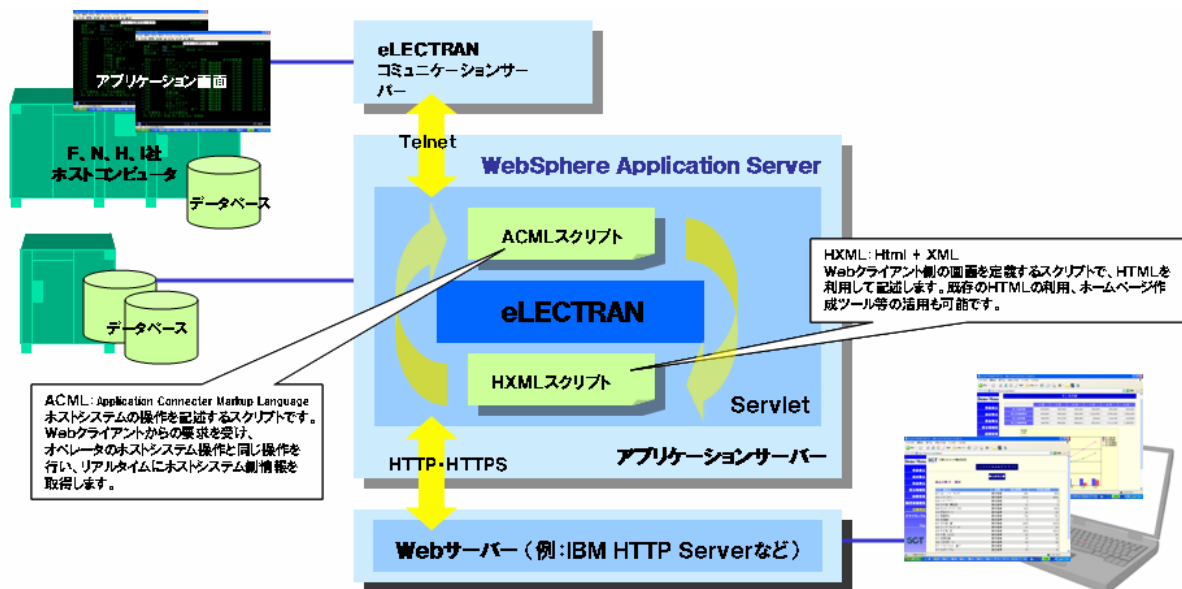 アプリケーション画面
F、N、H、I社
ホストコンピュータ
データベース
データベース
eLECTRAN
コミュニケーションサー
バー
Telnet
WebSphere Application Server
ACMLスクリプト
eLECTRAN
HXMLスクリプト
Servlet
アプリケーションサーバー
HXML:Html + XML
Webクライアント側の画面を定義するスクリプトで、HTMLを
利用して記述します。既存のHTMLの利用、ホームページ作
成ツール等の活用も可能です。
ACML:Application Connecter Markup Language
ホストシステムの操作を記述するスクリプトです。
Webクライアントからの要求を受け、
オペレータのホストシステム操作と同じ操作を
行い、リアルタイムにホストシステム側情報を
取得します。
HTTP・HTTPS
Webサーバー(例:IBM HTTP Serverなど)
SCT